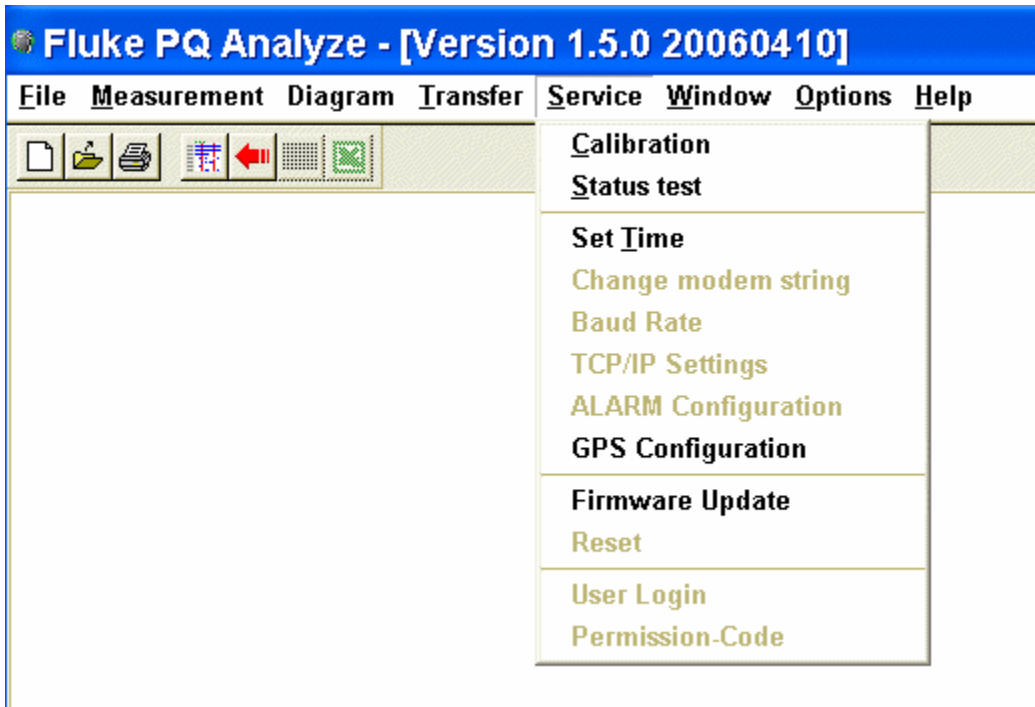 Fluke PQ Analyze - [Version 1.5.0 20060410]
File Measurement Diagram Transfer Service Window Options Help
Calibration
Status test
Set Time
Change modem string
Baud Rate
TCP/IP Settings
ALARM Configuration
GPS Configuration
Firmware Update
Reset
User Login
Permission-Code